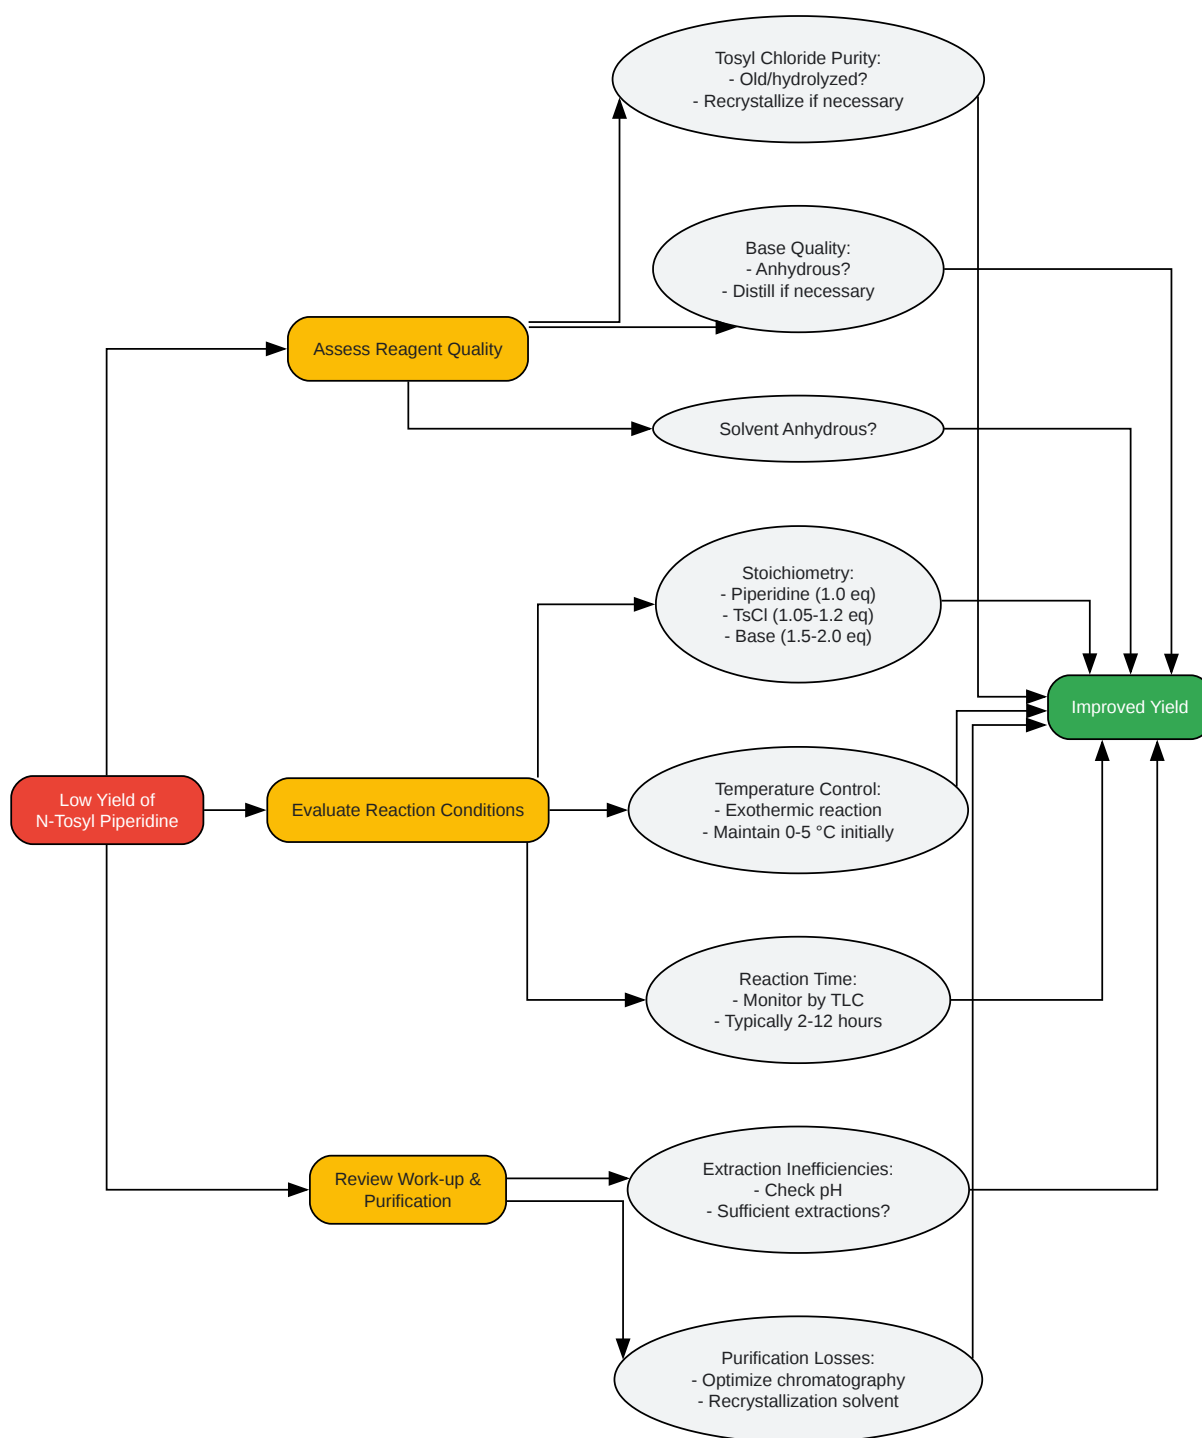 Tosyl Chloride Purity:
- Old/hydrolyzed?
- Recrystallize if necessary
Base Quality:
- Anhydrous?
- Distill if necessary
Assess Reagent Quality
Solvent Anhydrous?
Stoichiometry:
- Piperidine (1.0 eq)
- TsCl (1.05-1.2 eq)
- Base (1.5-2.0 eq)
Improved Yield
Low Yield of
N-Tosyl Piperidine
Evaluate Reaction Conditions
Temperature Control:
- Exothermic reaction
- Maintain 0-5 °C initially
Reaction Time:
- Monitor by TLC
- Typically 2-12 hours
Review Work-up &
Purification
Extraction Inefficiencies:
- Check pH
- Sufficient extractions?
Purification Losses:
- Optimize chromatography
- Recrystallization solvent